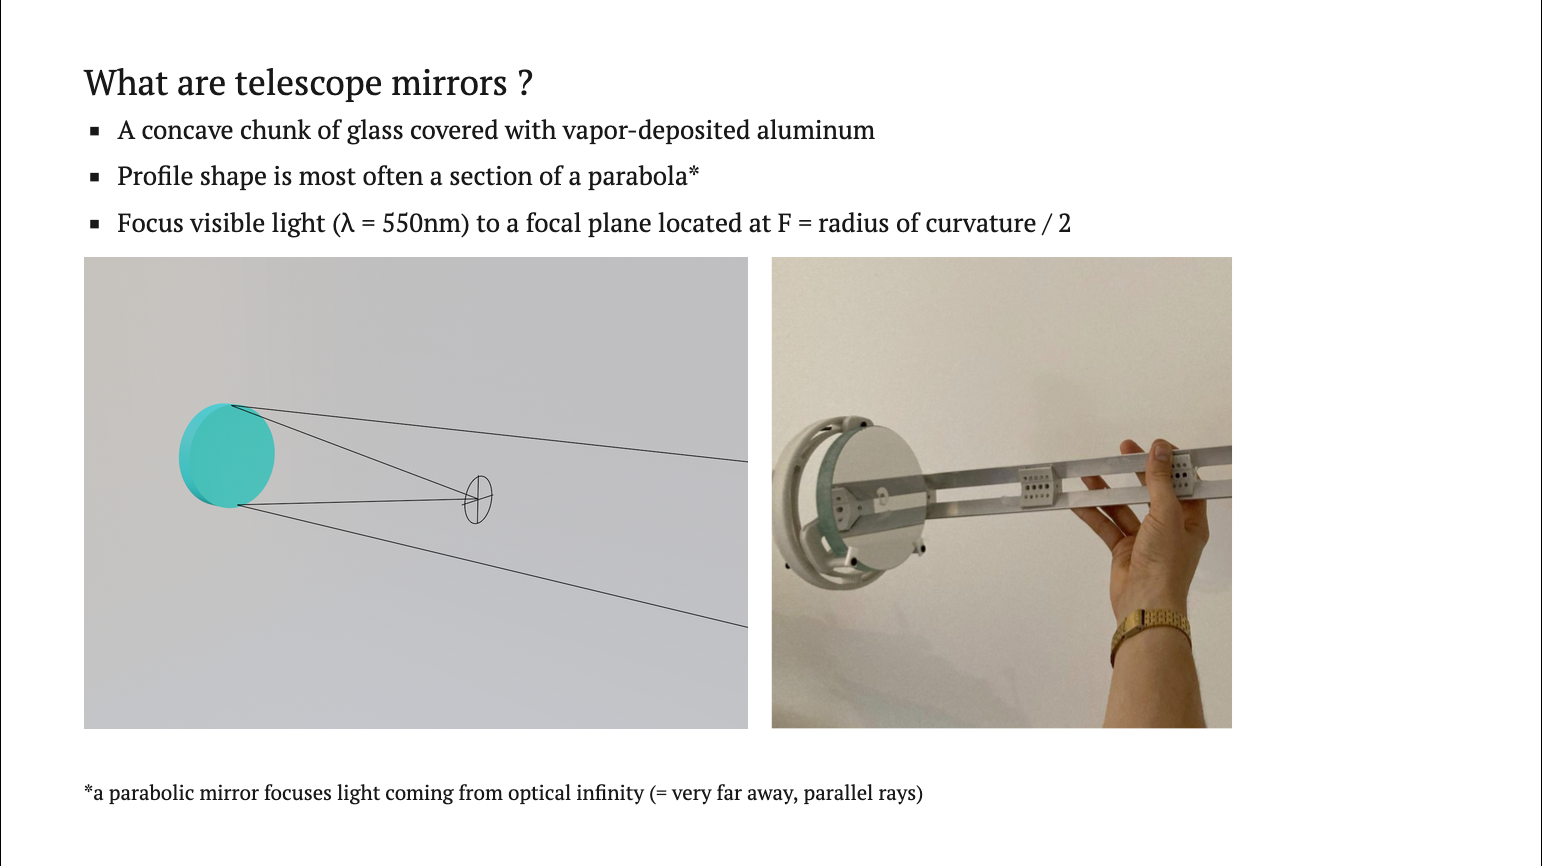 What are telescope mirrors ?
▪ A concave chunk of glass covered with vapor-deposited aluminum
▪ Profile shape is most often a section of a parabola*
▪ Focus visible light (λ = 550nm) to a focal plane located at F = radius of curvature / 2
*a parabolic mirror focuses light coming from optical infinity (= very far away, parallel rays)